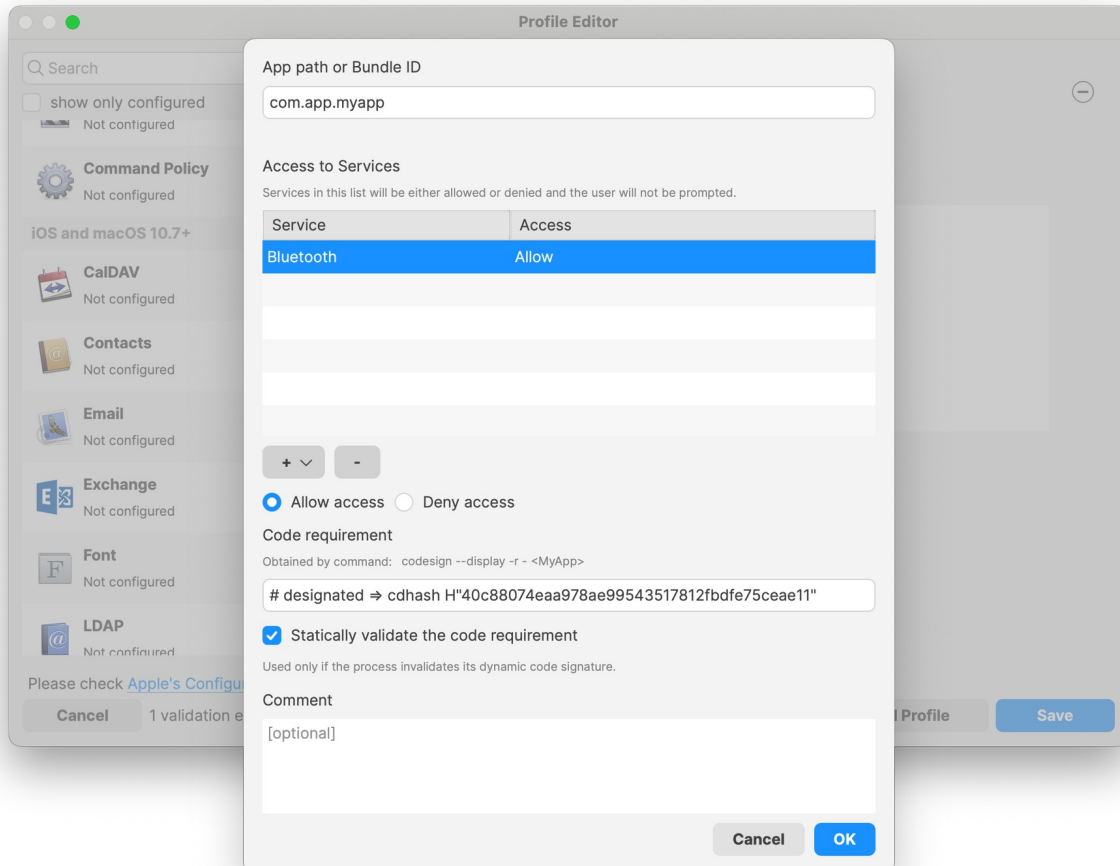 Profile Editor
Search
show only configured
Not configured
Command Policy
Not configured
iOS and macOS 10.7+
CalDAV
Not configured
Contacts
Not configured
Email
Not configured
Exchange
Not configured
Font
Not configured
LDAP
Not configured
Please check Apple's Configu
Cancel
1 validation e
Profile
Save
App path or Bundle ID
com.app.myapp
Access to Services
Services in this list will be either allowed or denied and the user will not be prompted.
Service Access
Bluetooth Allow
+ -
Allow access Deny access
Code requirement
Obtained by command: codesign --display -r - <MyApp>
# designated => cdhash H"40c88074eaa978ae99543517812fbdfe75ceae11"
Statically validate the code requirement
Used only if the process invalidates its dynamic code signature.
Comment
[optional]
Cancel OK